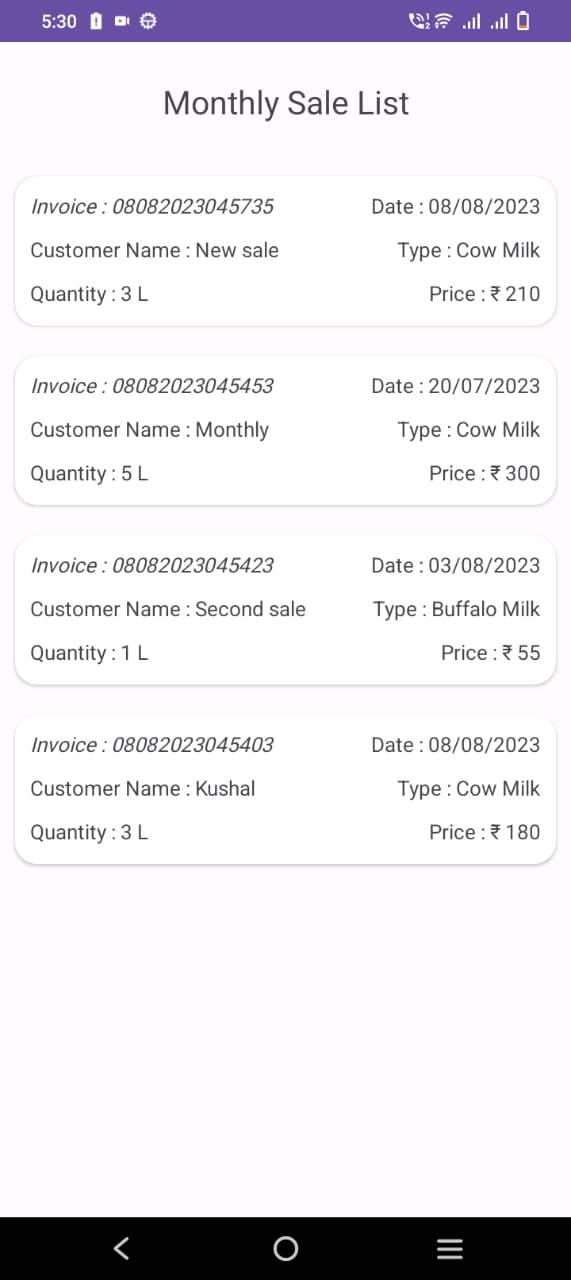 5:30
Monthly Sale List
Invoice : 08082023045735 Date : 08/08/2023
Customer Name : New sale Type : Cow Milk
Quantity : 3 L Price : ₹ 210
Invoice : 08082023045453 Date : 20/07/2023
Customer Name : Monthly Type : Cow Milk
Quantity : 5 L Price : ₹ 300
Invoice : 08082023045423 Date : 03/08/2023
Customer Name : Second sale Type : Buffalo Milk
Quantity : 1 L Price : ₹ 55
Invoice : 08082023045403 Date : 08/08/2023
Customer Name : Kushal Type : Cow Milk
Quantity : 3 L Price : ₹ 180